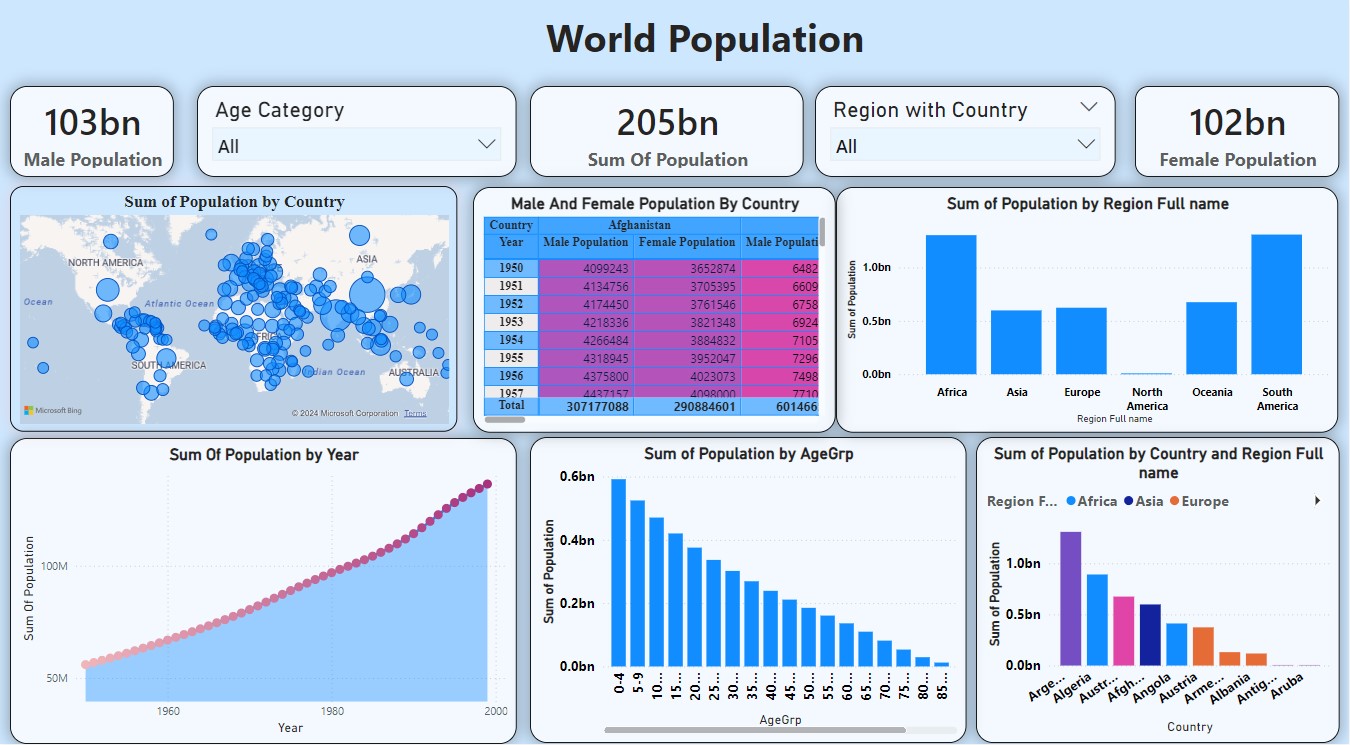 World Population
103bn
Male Population
Age Category
All
205bn
Sum Of Population
Region with Country
All
102bn
Female Population
Sum of Population by Country
NORTH AMERICA
ASIA
Ocean
Atlantic Ocean
AFRICA
SOUTH AMERICA
Indian Ocean
AUSTRALIA
Microsoft Bing
© 2024 Microsoft Corporation Terms
Male And Female Population By Country
Country Afghanistan
Year Male Population Female Population Male Populati
1950 4099243 3652874 6482
1951 4134756 3705395 6609
1952 4174450 3761546 6758
1953 4218336 3821348 6924
1954 4266484 3884832 7105
1955 4318945 3952047 7296
1956 4375800 4023073 7498
1957 4437157 4098000 7710
Total 307177088 290884601 601466
Sum of Population by Region Full name
Sum of Population
1.0bn
0.5bn
0.0bn
Africa Asia Europe North America Oceania South America
Region Full name
Sum Of Population by Year
Sum Of Population
100M
50M
1960 1980 2000
Year
Sum of Population by AgeGrp
Sum of Population
0.6bn
0.4bn
0.2bn
0.0bn
0-4 5-9 10... 15... 20... 25... 30... 35... 40... 45... 50... 55... 60... 65... 70... 75... 80... 85...
AgeGrp
Sum of Population by Country and Region Full
name
Region F... Africa Asia Europe
Sum of Population
1.0bn
0.5bn
0.0bn
Arge... Algeria Austr... Afgh... Angola Austria Arme... Albania Antig... Aruba
Country